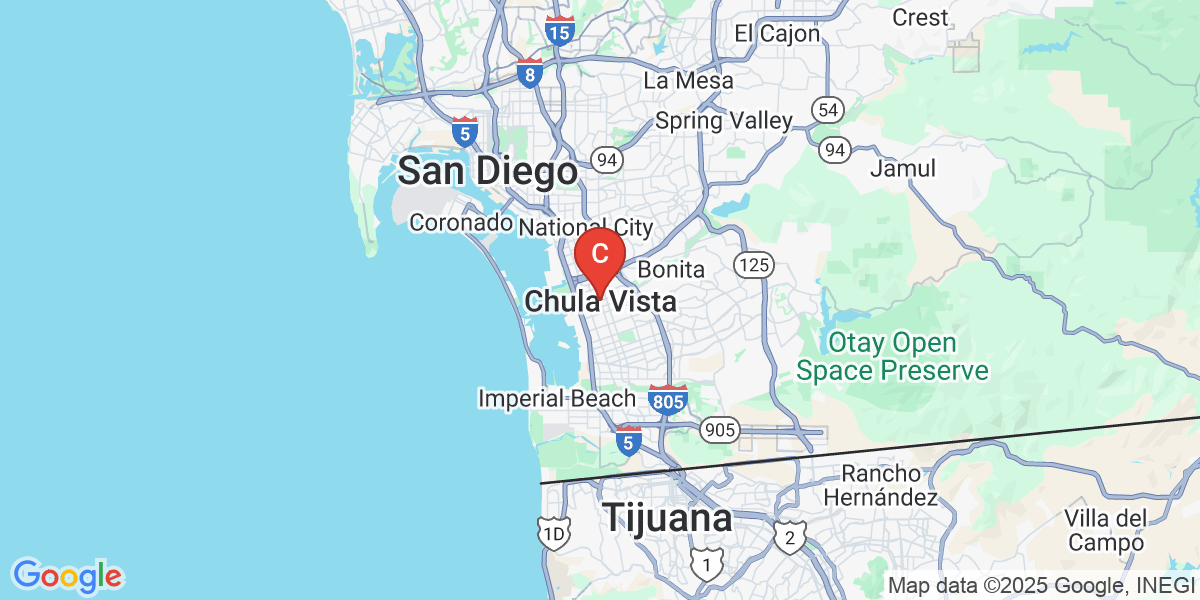 Crest
15
El Cajon
8
La Mesa
54
Spring Valley
5
94
94
San Diego
Jamul
Coronado
National City
C
Bonita
125
Chula Vista
Otay Open
Space Preserve
Imperial Beach
805
905
5
Rancho
Hernández
Tijuana
1D
2
Villa del
Campo
1
Google
Map data ©2025 Google, INEGI